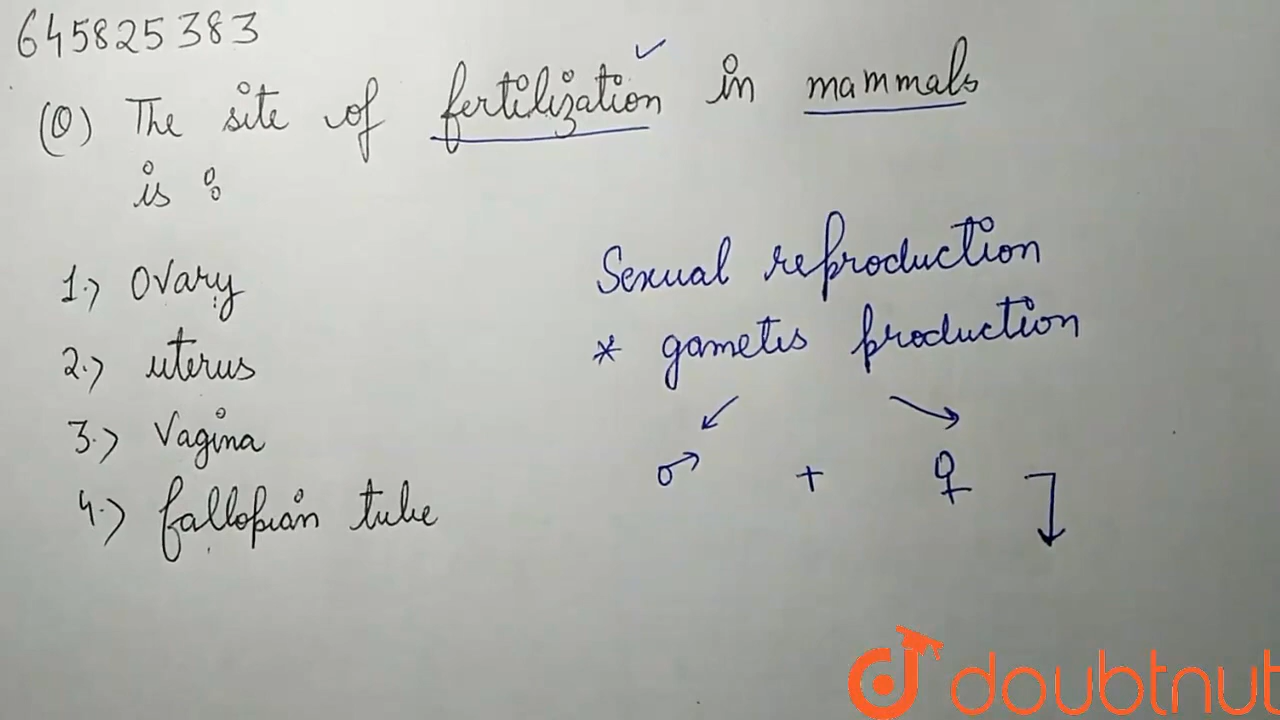 645825383
(Q) The site of fertilization in mammals
is :
1.) Ovary
2.) uterus
3.) Vagina
4.) fallopian tube
Sexual reproduction
* gametes production
♂ + ♀
doubtnut